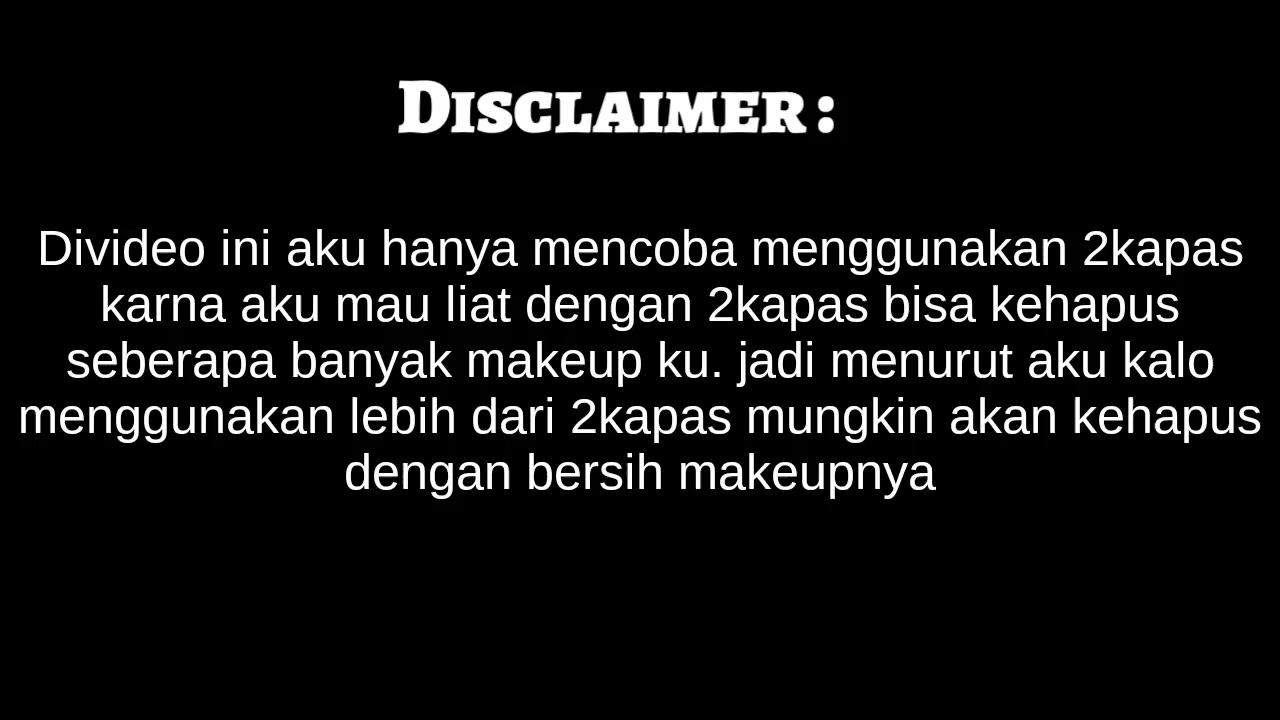 Disclaimer:
Divideo ini aku hanya mencoba menggunakan 2kapas
karna aku mau liat dengan 2kapas bisa kehapus
seberapa banyak makeup ku. jadi menurut aku kalo
menggunakan lebih dari 2kapas mungkin akan kehapus
dengan bersih makeupnya